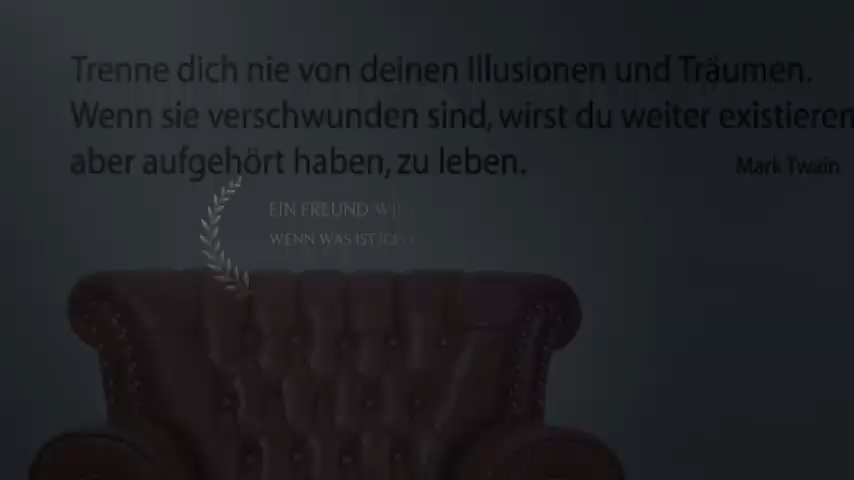 Trenne dich nie von deinen Illusionen und Träumen.
Wenn sie verschwunden sind, wirst du weiter existieren
aber aufgehört haben, zu leben.
Mark Twain
EIN FREUND
WENN WAS IST